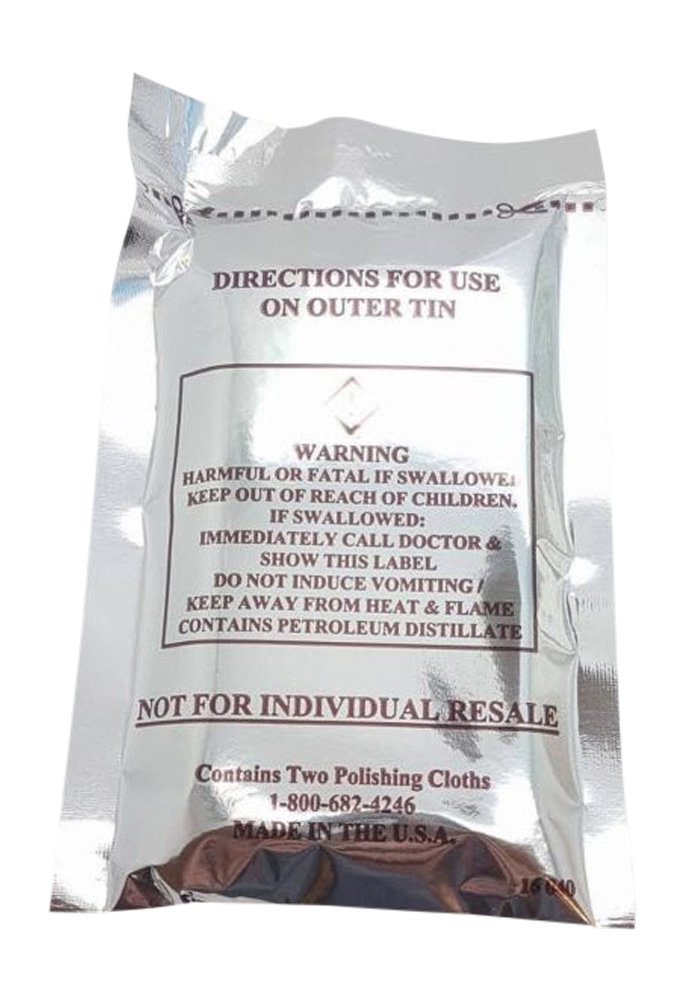 DIRECTIONS FOR USE
ON OUTER TIN
WARNING
HARMFUL OR FATAL IF SWALLOWED
KEEP OUT OF REACH OF CHILDREN.
IF SWALLOWED:
IMMEDIATELY CALL DOCTOR &
SHOW THIS LABEL
DO NOT INDUCE VOMITING /
KEEP AWAY FROM HEAT & FLAME
CONTAINS PETROLEUM DISTILLATE
NOT FOR INDIVIDUAL RESALE
Contains Two Polishing Cloths
1-800-682-4246
MADE IN THE U.S.A.